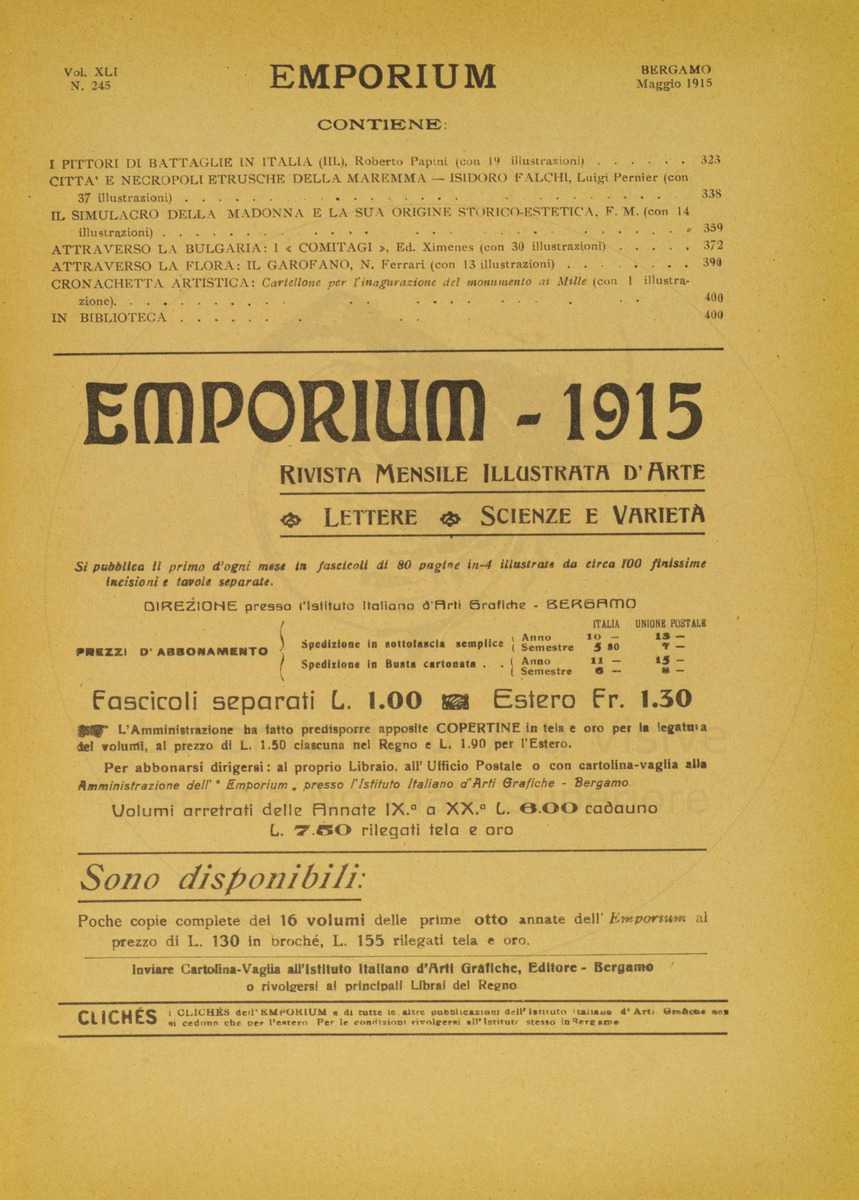 Vol. XLI
N. 245
EMPORIUM
BERGAMO
Maggio 1915
CONTIENE:
I PITTORI DI BATTAGLIE IN ITALIA (III.), Roberto Papini (con 19 illustrazioni) . . . . . . 323
CITTA' E NECROPOLI ETRUSCHE DELLA MAREMMA — ISIDORO FALCHI, Luigi Pernier (con
37 illustrazioni) . . . . . . . . . . . . . . . . . . 338
IL SIMULACRO DELLA MADONNA E LA SUA ORIGINE STORICO-ESTETICA, F. M. (con 14
illustrazioni) . . . . . . . . . . . . . . . . . . 359
ATTRAVERSO LA BULGARIA: I « COMITAGI », Ed. Ximenes (con 30 illustrazioni) . . . . . 372
ATTRAVERSO LA FLORA: IL GAROFANO, N. Ferrari (con 13 illustrazioni) . . . . . . . . 390
CRONACHETTA ARTISTICA: Cartellone per l'inagurazione del monumento ai Mille (con 1 illustra-
zione). . . . . . . . . . . . . . . . . . 400
IN BIBLIOTECA . . . . . . . . . . 400
EMPORIUM - 1915
RIVISTA MENSILE ILLUSTRATA D'ARTE
LETTERE SCIENZE E VARIETÀ
Si pubblica il primo d'ogni mese in fascicoli di 80 pagine in-4 illustrate da circa 100 finissime
incisioni e tavole separate.
DIREZIONE presso l'Istituto Italiano d'Arti Grafiche - BERGAMO
ITALIA UNIONE POSTALE
PREZZI D'ABBONAMENTO
Spedizione in sottofascia semplice
Anno 10 — 13 —
Semestre 5 50 7 —
Spedizione in Busta cartonata . .
Anno 11 — 15 —
Semestre 6 — 8 —
Fascicoli separati L. 1.00 Estero Fr. 1.30
L'Amministrazione ha fatto predisporre apposite COPERTINE in tela e oro per la legatura
dei volumi, al prezzo di L. 1.50 ciascuna nel Regno e L. 1.90 per l'Estero.
Per abbonarsi dirigersi: al proprio Libraio, all'Ufficio Postale o con cartolina-vaglia alla
Amministrazione dell'" Emporium „ presso l'Istituto Italiano d'Arti Grafiche - Bergamo.
Volumi arretrati delle Annate IX.ª a XX.ª L. 6.00 cadauno
L. 7.50 rilegati tela e oro
Sono disponibili:
Poche copie complete dei 16 volumi delle prime otto annate dell'Emporium al
prezzo di L. 130 in broché, L. 155 rilegati tela e oro.
Inviare Cartolina-Vaglia all'Istituto Italiano d'Arti Grafiche, Editore - Bergamo
o rivolgersi ai principali Librai del Regno
CLICHÉS
I CLICHÉS dell'EMPORIUM e di tutte le altre pubblicazioni dell'Istituto Italiano d'Arti Grafiche non
si cedono che per l'estero. Per le condizioni rivolgersi all'Istituto stesso in Bergamo